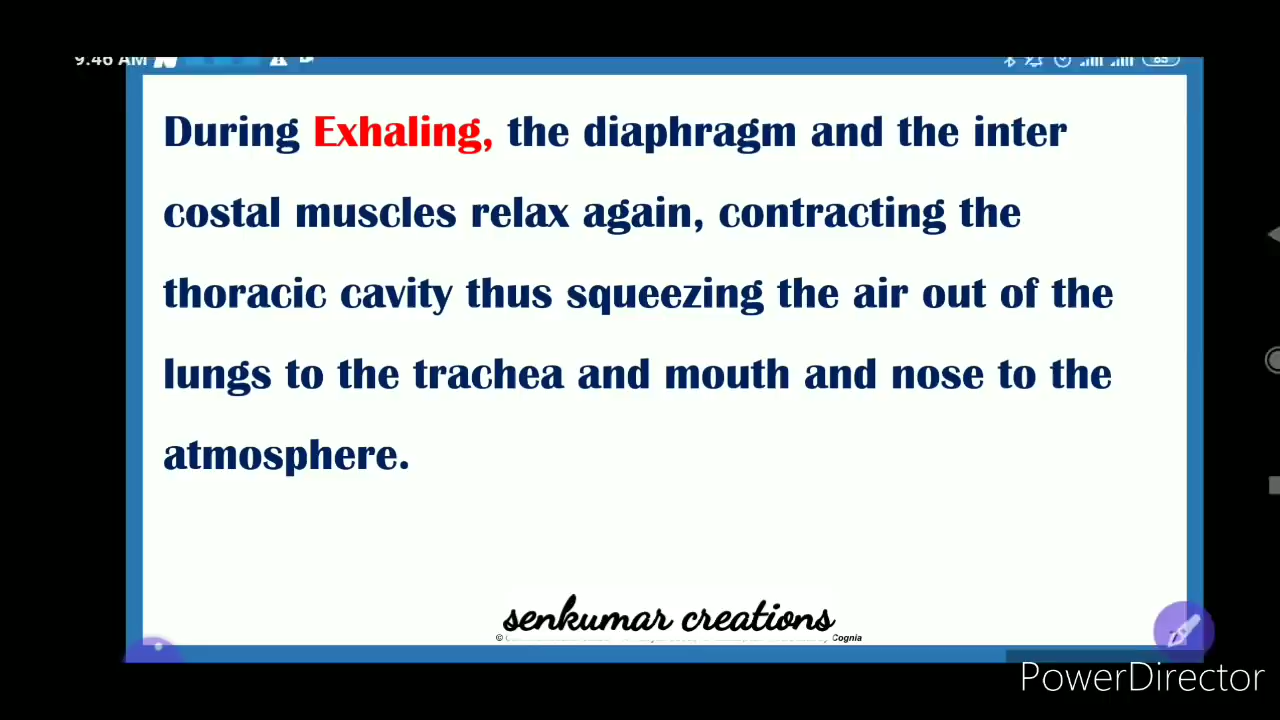 9:46 AM
85
During Exhaling, the diaphragm and the inter
costal muscles relax again, contracting the
thoracic cavity thus squeezing the air out of the
lungs to the trachea and mouth and nose to the
atmosphere.
senkumar creations
Cognia
PowerDirector